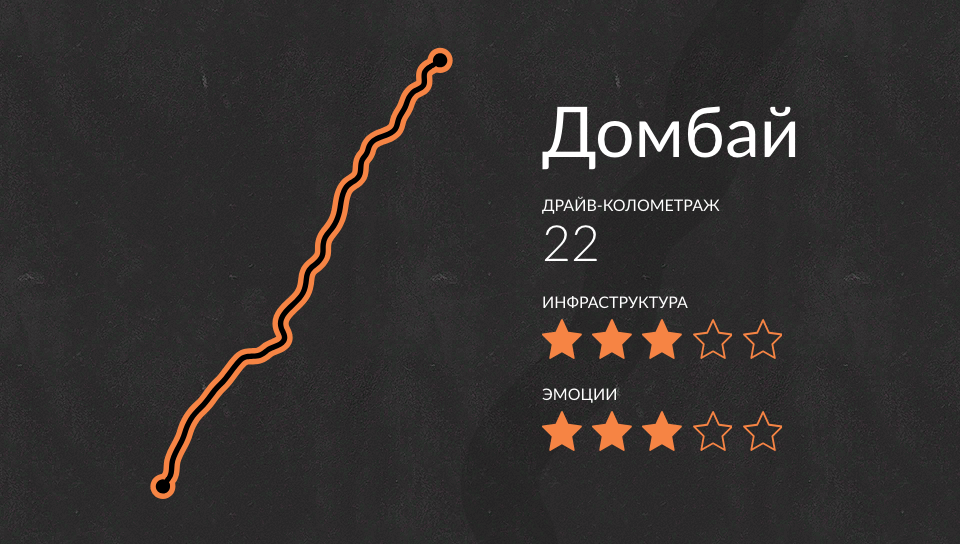 Домбай
ДРАЙВ-КОЛОМЕТРАЖ
22
ИНФРАСТРУКТУРА
ЭМОЦИИ